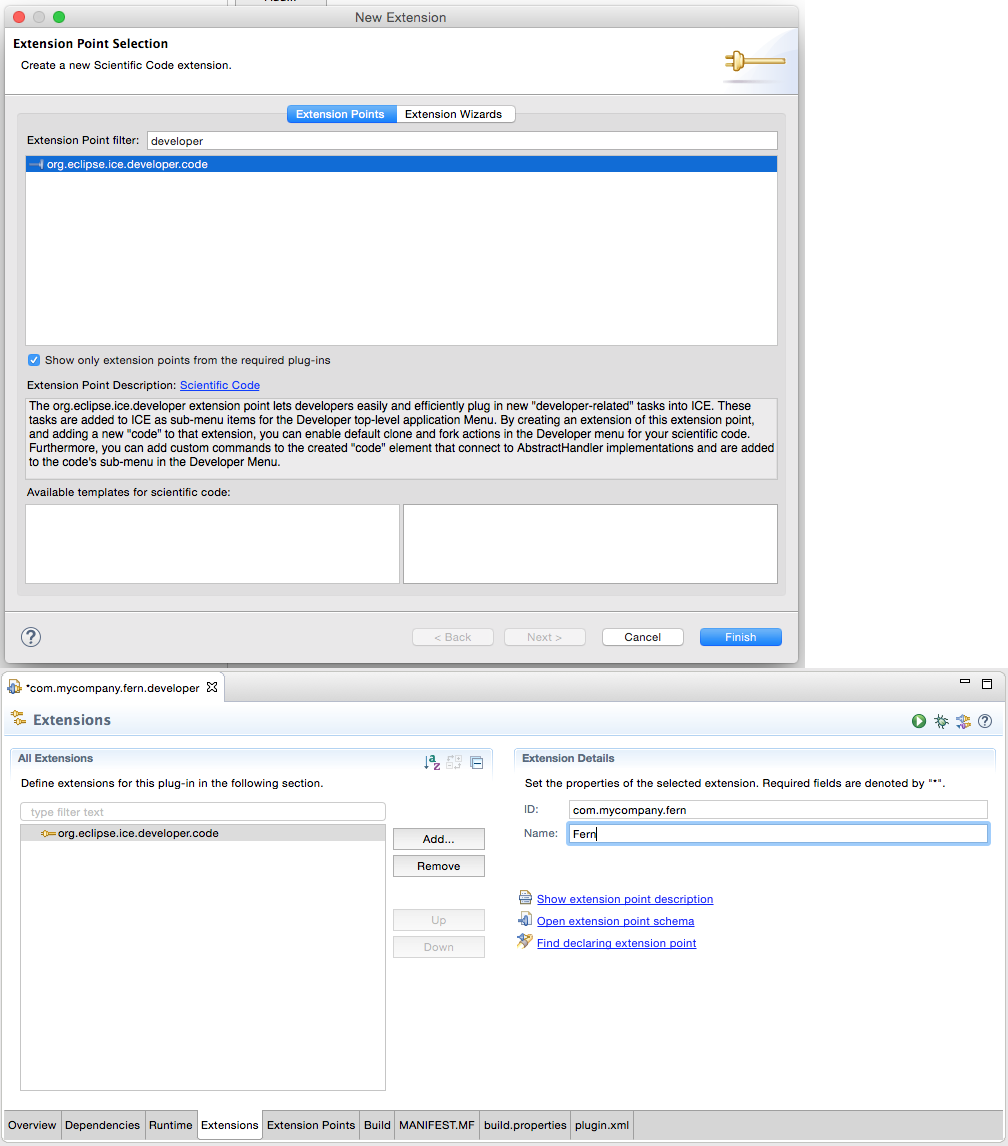 New Extension
Extension Point Selection
Create a new Scientific Code extension.
Extension Points Extension Wizards
Extension Point filter: developer
org.eclipse.ice.developer.code
Show only extension points from the required plug-ins
Extension Point Description: Scientific Code
The org.eclipse.ice.developer extension point lets developers easily and efficiently plug in new "developer-related" tasks into ICE. These
tasks are added to ICE as sub-menu items for the Developer top-level application Menu. By creating an extension of this extension point,
and adding a new "code" to that extension, you can enable default clone and fork actions in the Developer menu for your scientific code.
Furthermore, you can add custom commands to the created "code" element that connect to AbstractHandler implementations and are added
to the code's sub-menu in the Developer Menu.
Available templates for scientific code:
? < Back Next > Cancel Finish
*com.mycompany.fern.developer
Extensions
All Extensions
Define extensions for this plug-in in the following section.
type filter text
org.eclipse.ice.developer.code
Add...
Remove
Up
Down
Extension Details
Set the properties of the selected extension. Required fields are denoted by "*".
ID: com.mycompany.fern
Name: Fern
Show extension point description
Open extension point schema
Find declaring extension point
Overview Dependencies Runtime Extensions Extension Points Build MANIFEST.MF build.properties plugin.xml